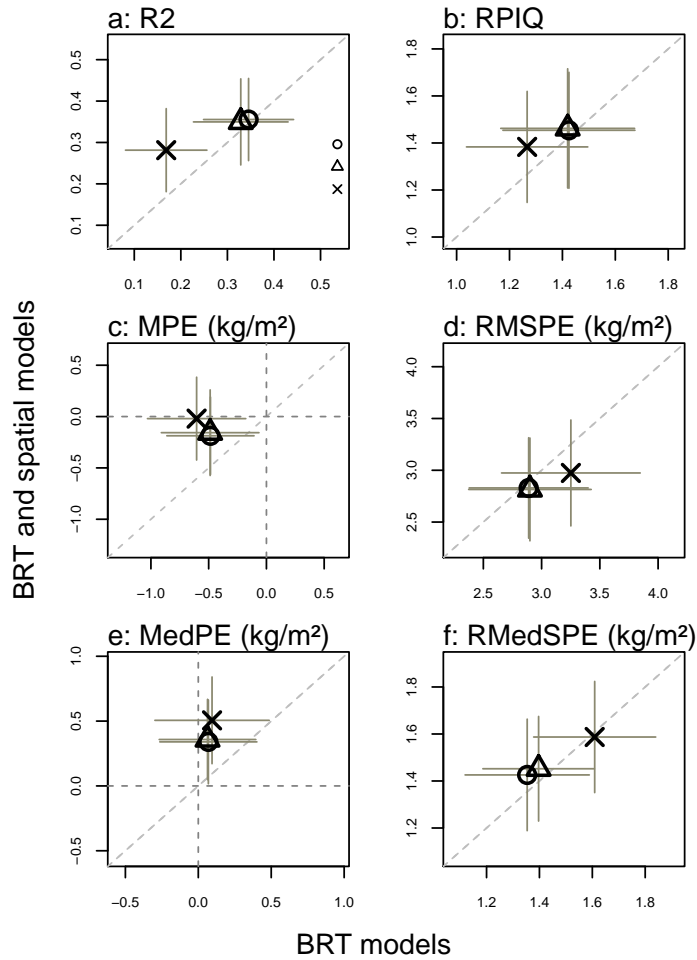 a: R2
b: RPIQ
0.1 0.2 0.3 0.4 0.5
0.1 0.2 0.3 0.4 0.5
1.0 1.2 1.4 1.6 1.8
1.0 1.2 1.4 1.6 1.8
c: MPE (kg/m²)
d: RMSPE (kg/m²)
−1.0 −0.5 0.0 0.5
−1.0 −0.5 0.0 0.5
2.5 3.0 3.5 4.0
2.5 3.0 3.5 4.0
e: MedPE (kg/m²)
f: RMedSPE (kg/m²)
−0.5 0.0 0.5 1.0
−0.5 0.0 0.5 1.0
1.2 1.4 1.6 1.8
1.2 1.4 1.6 1.8
BRT and spatial models
BRT models